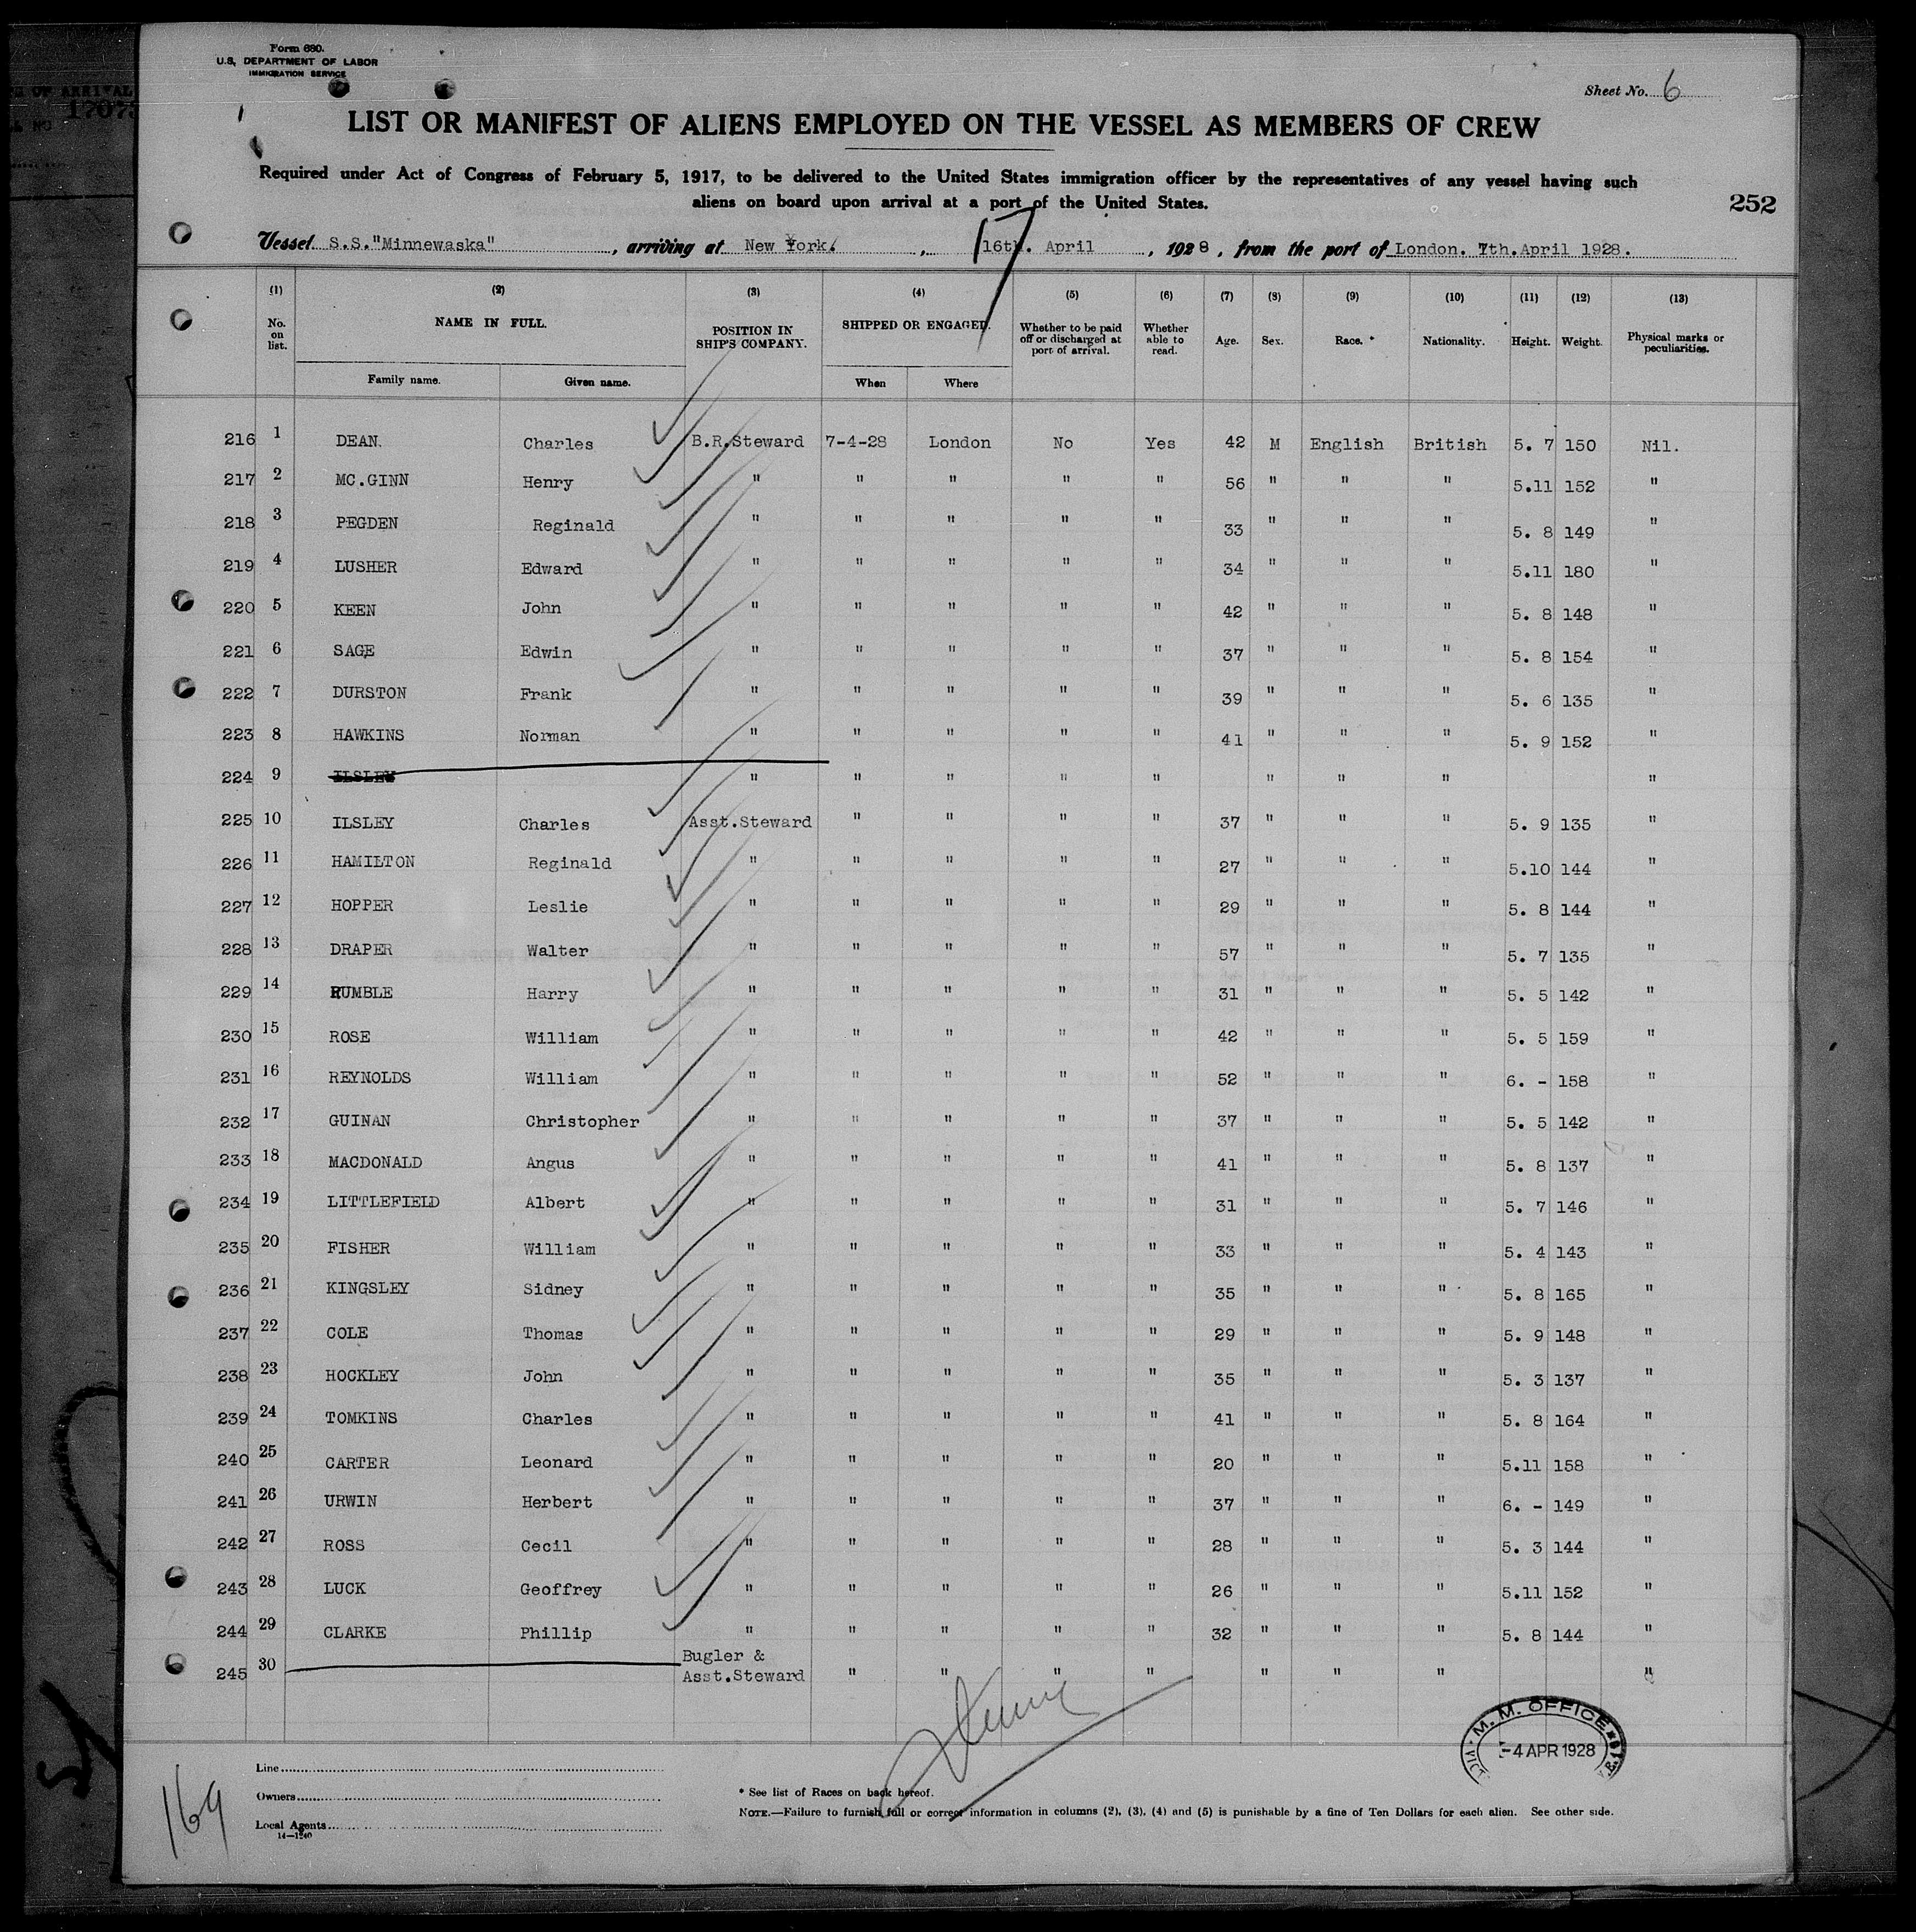 Form 680.
U.S. DEPARTMENT OF LABOR
IMMIGRATION SERVICE
Sheet No. 6
LIST OR MANIFEST OF ALIENS EMPLOYED ON THE VESSEL AS MEMBERS OF CREW
Required under Act of Congress of February 5, 1917, to be delivered to the United States immigration officer by the representatives of any vessel having such
aliens on board upon arrival at a port of the United States.
252
17
Vessel S.S."Minnewaska", arriving at New York., 16th. April, 1928, from the port of London. 7th.April 1928.
(1) (2) (3) (4) (5) (6) (7) (8) (9) (10) (11) (12) (13)
No. on list. NAME IN FULL. POSITION IN SHIP'S COMPANY. SHIPPED OR ENGAGED. Whether to be paid off or discharged at port of arrival. Whether able to read. Age. Sex. Race.* Nationality. Height. Weight. Physical marks or peculiarities.
Family name. Given name. When Where
216 1 DEAN. Charles B.R.Steward 7-4-28 London No Yes 42 M English British 5. 7 150 Nil.
217 2 MC.GINN Henry " " " " " 56 " " " 5.11 152 "
218 3 PEGDEN Reginald " " " " " 33 " " " 5. 8 149 "
219 4 LUSHER Edward " " " " " 34 " " " 5.11 180 "
220 5 KEEN John " " " " " 42 " " " 5. 8 148 "
221 6 SAGE Edwin " " " " " 37 " " " 5. 8 154 "
222 7 DURSTON Frank " " " " " 39 " " " 5. 6 135 "
223 8 HAWKINS Norman " " " " " 41 " " " 5. 9 152 "
224 9 ILSLEY " " " " " " " " "
225 10 ILSLEY Charles Asst.Steward " " " " 37 " " " 5. 9 135 "
226 11 HAMILTON Reginald " " " " " 27 " " " 5.10 144 "
227 12 HOPPER Leslie " " " " " 29 " " " 5. 8 144 "
228 13 DRAPER Walter " " " " " 57 " " " 5. 7 135 "
229 14 RUMBLE Harry " " " " " 31 " " " 5. 5 142 "
230 15 ROSE William " " " " " 42 " " " 5. 5 159 "
231 16 REYNOLDS William " " " " " 52 " " " 6. - 158 "
232 17 GUINAN Christopher " " " " " 37 " " " 5. 5 142 "
233 18 MACDONALD Angus " " " " " 41 " " " 5. 8 137 "
234 19 LITTLEFIELD Albert " " " " " 31 " " " 5. 7 146 "
235 20 FISHER William " " " " " 33 " " " 5. 4 143 "
236 21 KINGSLEY Sidney " " " " " 35 " " " 5. 8 165 "
237 22 COLE Thomas " " " " " 29 " " " 5. 9 148 "
238 23 HOCKLEY John " " " " " 35 " " " 5. 3 137 "
239 24 TOMKINS Charles " " " " " 41 " " " 5. 8 164 "
240 25 CARTER Leonard " " " " " 20 " " " 5.11 158 "
241 26 URWIN Herbert " " " " " 37 " " " 6. - 149 "
242 27 ROSS Cecil " " " " " 28 " " " 5. 3 144 "
243 28 LUCK Geoffrey " " " " " 26 " " " 5.11 152 "
244 29 CLARKE Phillip " " " " " 32 " " " 5. 8 144 "
245 30 Bugler & Asst.Steward " " " " " " " "
M. M. OFFICE
-4 APR 1928
Line
Owners
Local Agents
14—1240
169
* See list of Races on back hereof.
NOTE.—Failure to furnish full or correct information in columns (2), (3), (4) and (5) is punishable by a fine of Ten Dollars for each alien. See other side.